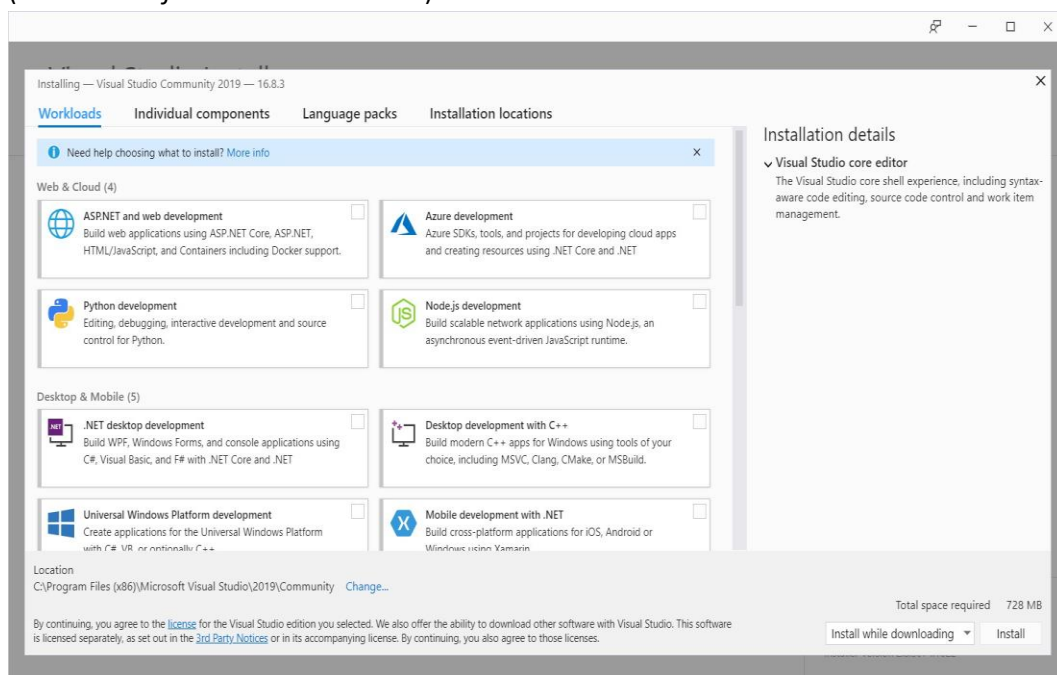 Installing — Visual Studio Community 2019 — 16.8.3
Workloads
Individual components
Language packs
Installation locations
Need help choosing what to install? More info
Web & Cloud (4)
ASP.NET and web development
Build web applications using ASP.NET Core, ASP.NET,
HTML/JavaScript, and Containers including Docker support.
Azure development
Azure SDKs, tools, and projects for developing cloud apps
and creating resources using .NET Core and .NET
Python development
Editing, debugging, interactive development and source
control for Python.
Node.js development
Build scalable network applications using Node.js, an
asynchronous event-driven JavaScript runtime.
Desktop & Mobile (5)
.NET desktop development
Build WPF, Windows Forms, and console applications using
C#, Visual Basic, and F# with .NET Core and .NET
Desktop development with C++
Build modern C++ apps for Windows using tools of your
choice, including MSVC, Clang, CMake, or MSBuild.
Universal Windows Platform development
Create applications for the Universal Windows Platform
with C#, VB, or optionally C++
Mobile development with .NET
Build cross-platform applications for iOS, Android or
Windows using Xamarin
Installation details
Visual Studio core editor
The Visual Studio core shell experience, including syntax-
aware code editing, source code control and work item
management.
Location
C:\Program Files (x86)\Microsoft Visual Studio\2019\Community Change...
By continuing, you agree to the license for the Visual Studio edition you selected. We also offer the ability to download other software with Visual Studio. This software
is licensed separately, as set out in the 3rd Party Notices or in its accompanying license. By continuing, you also agree to those licenses.
Total space required 728 MB
Install while downloading
Install